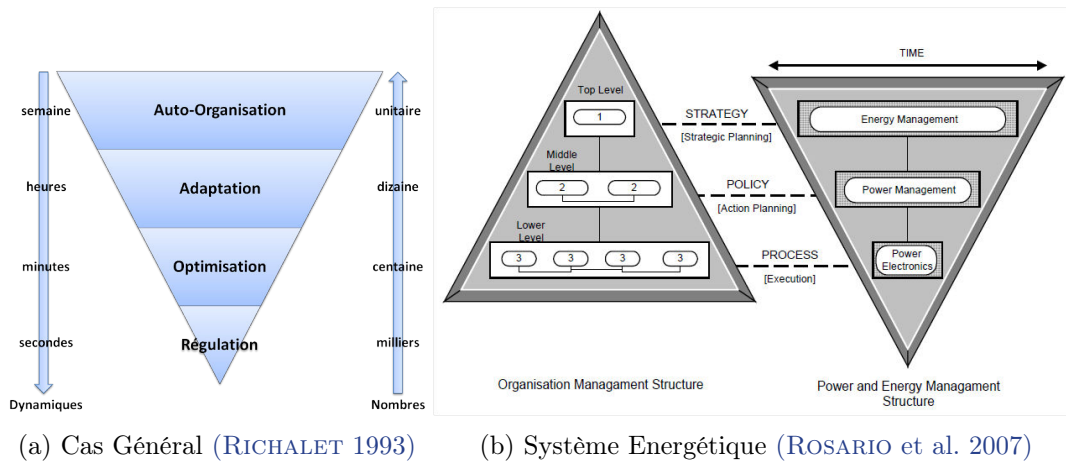 semaine
Auto-Organisation
unitaire
heures
Adaptation
dizaine
minutes
Optimisation
centaine
secondes
Régulation
milliers
Dynamiques
Nombres
(a) Cas Général (RICHALET 1993)
Top Level
1
Middle
Level
2 2
Lower
Level
3 3 3 3
STRATEGY
[Strategic Planning]
POLICY
[Action Planning]
PROCESS
[Execution]
TIME
Energy Management
Power Management
Power
Electronics
Organisation Managament Structure
Power and Energy Managament
Structure
(b) Système Energétique (ROSARIO et al. 2007)